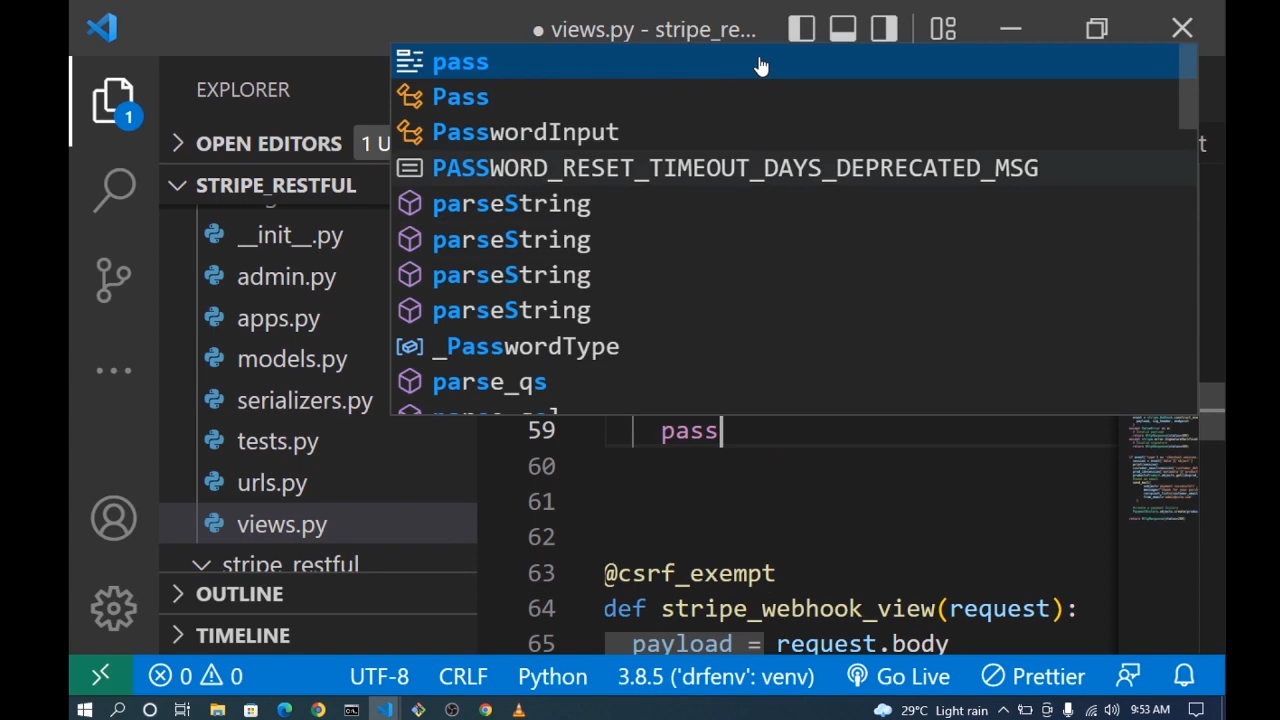 ● views.py - stripe_re...
pass
Pass
PasswordInput
PASSWORD_RESET_TIMEOUT_DAYS_DEPRECATED_MSG
parseString
parseString
parseString
parseString
_PasswordType
parse_qs
EXPLORER
1
OPEN EDITORS 1 U
STRIPE_RESTFUL
__init__.py
admin.py
apps.py
models.py
serializers.py
tests.py
urls.py
views.py
stripe_restful
OUTLINE
TIMELINE
59 pass
60
61
62
63 @csrf_exempt
64 def stripe_webhook_view(request):
65 payload = request.body
0 0 UTF-8 CRLF Python 3.8.5 ('drfenv': venv) Go Live Prettier
29°C Light rain 9:53 AM